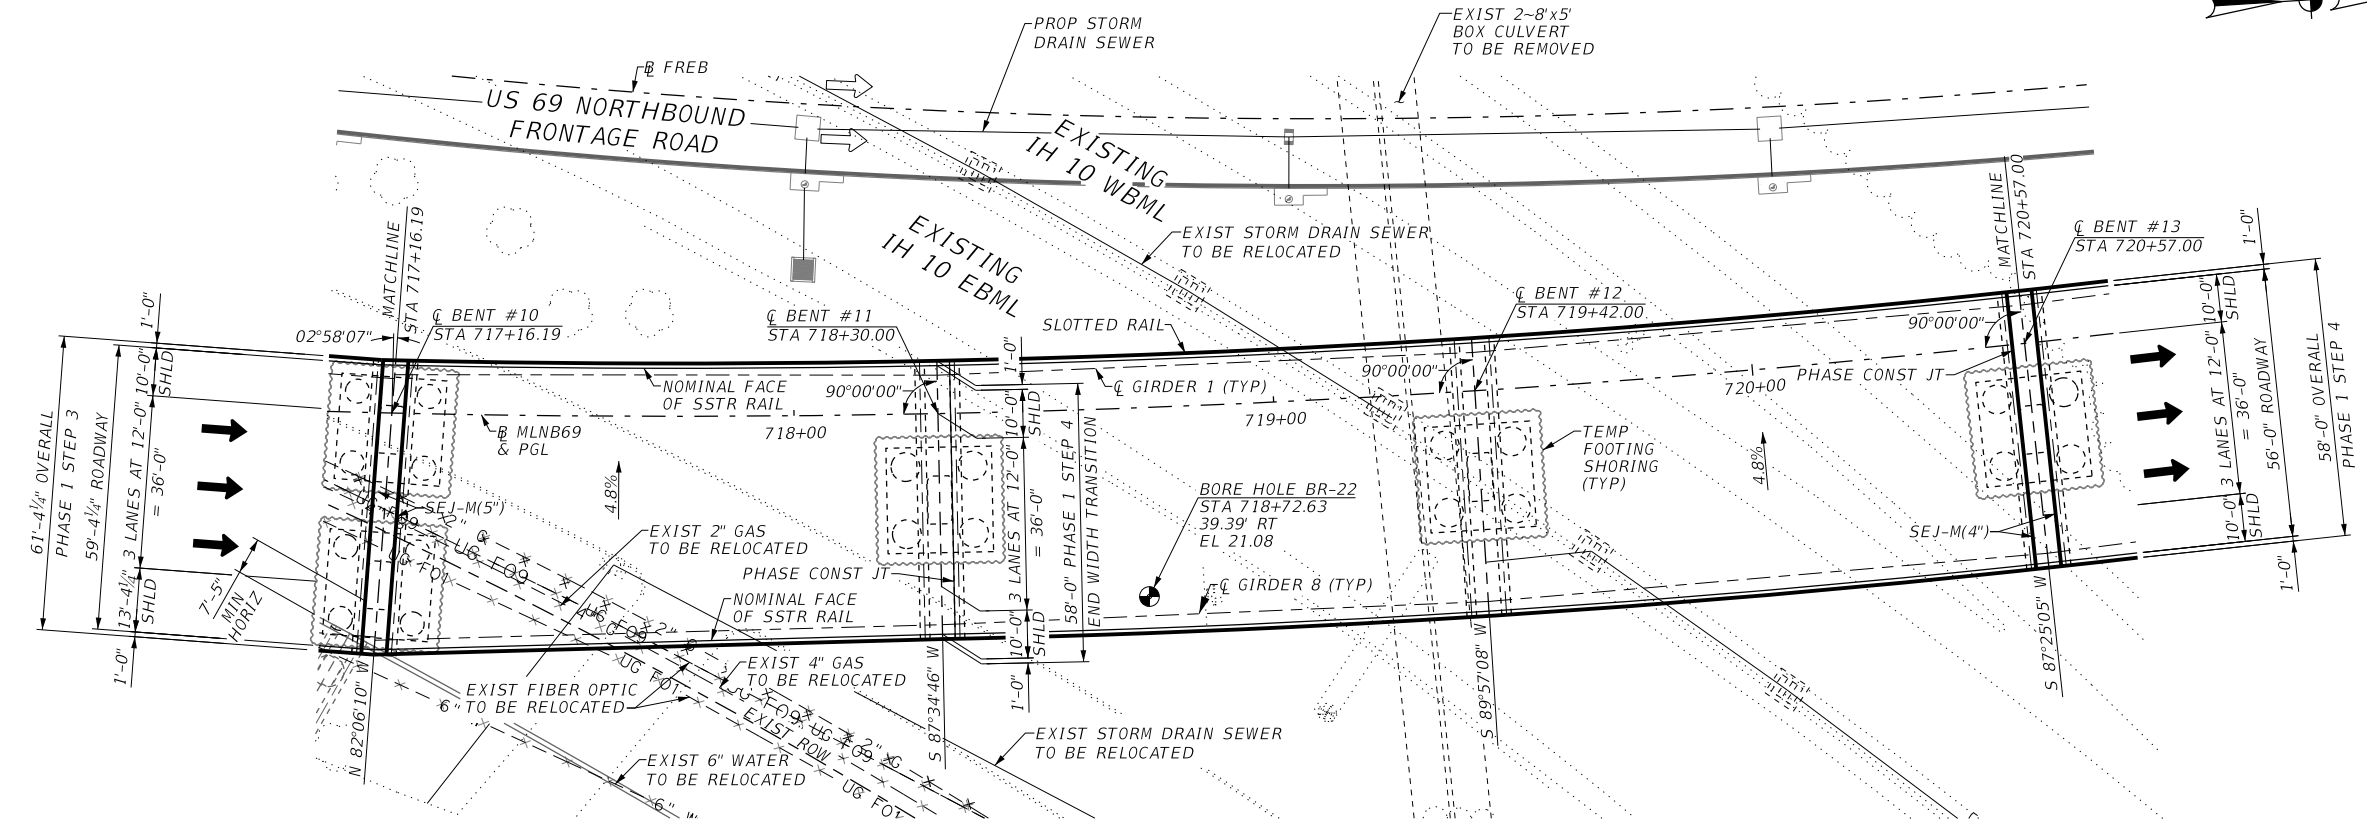 PROP STORM
DRAIN SEWER
EXIST 2~8'x5'
BOX CULVERT
TO BE REMOVED
℄ FREB
US 69 NORTHBOUND
FRONTAGE ROAD
EXISTING
IH 10 WBML
EXISTING
IH 10 EBML
EXIST STORM DRAIN SEWER
TO BE RELOCATED
MATCHLINE
STA 717+16.19
MATCHLINE
STA 720+57.00
℄ BENT #13
STA 720+57.00
℄ BENT #10
STA 717+16.19
℄ BENT #11
STA 718+30.00
℄ BENT #12
STA 719+42.00
SLOTTED RAIL
02°58'07"
90°00'00"
90°00'00"
90°00'00"
NOMINAL FACE
OF SSTR RAIL
℄ GIRDER 1 (TYP)
PHASE CONST JT
℄ MLNB69
& PGL
718+00
719+00
720+00
4.8%
4.8%
TEMP
FOOTING
SHORING
(TYP)
BORE HOLE BR-22
STA 718+72.63
39.39' RT
EL 21.08
SEJ-M(5")
SEJ-M(4")
EXIST 2" GAS
TO BE RELOCATED
PHASE CONST JT
NOMINAL FACE
OF SSTR RAIL
℄ GIRDER 8 (TYP)
EXIST 4" GAS
TO BE RELOCATED
EXIST FIBER OPTIC
TO BE RELOCATED
EXIST 6" WATER
TO BE RELOCATED
EXIST STORM DRAIN SEWER
TO BE RELOCATED
EXIST ROW
61'-4¼" OVERALL
PHASE 1 STEP 3
59'-4¼" ROADWAY
1'-0"
10'-0"
SHLD
3 LANES AT 12'-0"
= 36'-0"
13'-4¼"
SHLD
1'-0"
7'-5"
MIN
HORIZ
1'-0"
10'-0"
SHLD
3 LANES AT 12'-0"
= 36'-0"
10'-0"
SHLD
1'-0"
58'-0" PHASE 1 STEP 4
END WIDTH TRANSITION
1'-0"
10'-0"
SHLD
3 LANES AT 12'-0"
= 36'-0"
10'-0"
SHLD
1'-0"
56'-0" ROADWAY
58'-0" OVERALL
PHASE 1 STEP 4
N 82°06'10" W
S 87°34'46" W
S 89°57'08" W
S 87°25'05" W
UG FO9
UG FO9
UG FO1
UG FO1
UG FO1
2" G
2" G
6"
6" W